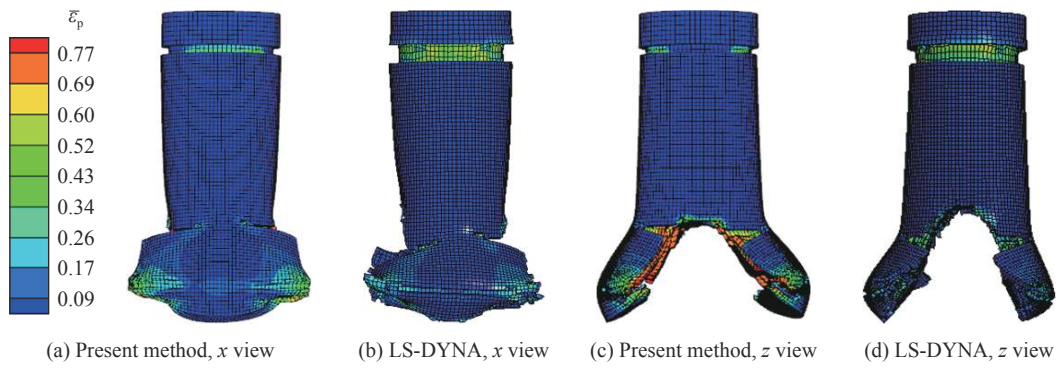 ε̅p
0.77
0.69
0.60
0.52
0.43
0.34
0.26
0.17
0.09
(a) Present method, x view
(b) LS-DYNA, x view
(c) Present method, z view
(d) LS-DYNA, z view